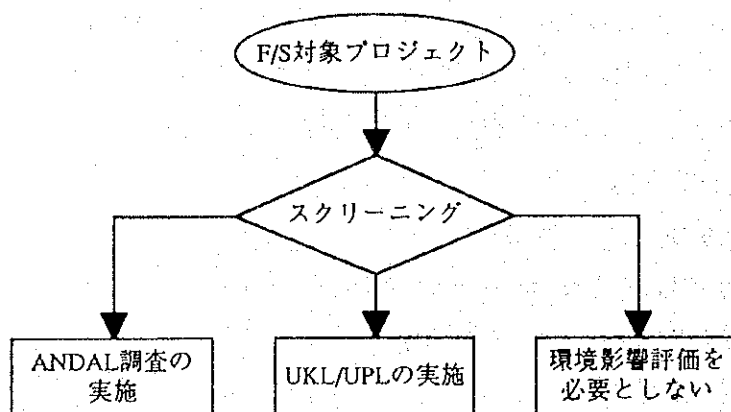 F/S対象プロジェクト
スクリーニング
ANDAL調査の
実施
UKL/UPLの実施
環境影響評価を
必要としない